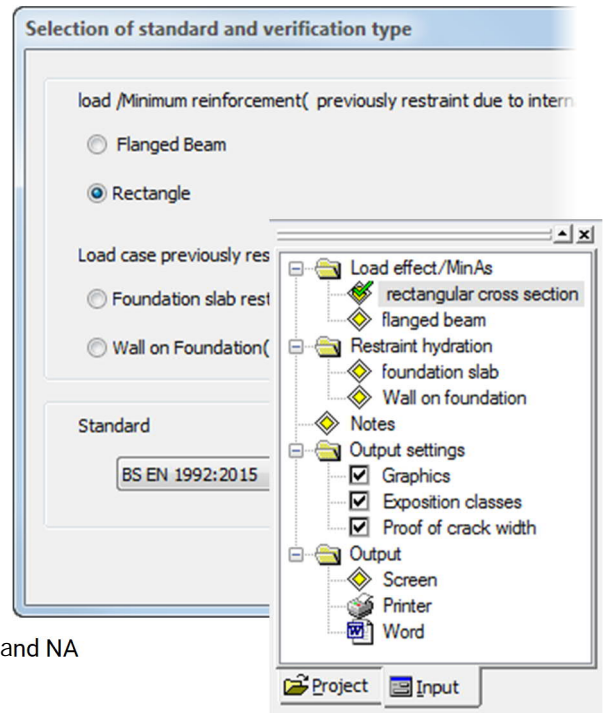 Selection of standard and verification type
load /Minimum reinforcement( previously restraint due to intern
Flanged Beam
Rectangle
Load case previously res
Foundation slab rest
Wall on Foundation(
Standard
BS EN 1992:2015
Load effect/MinAs
rectangular cross section
flanged beam
Restraint hydration
foundation slab
Wall on foundation
Notes
Output settings
Graphics
Exposition classes
Proof of crack width
Output
Screen
Printer
Word
Project Input
and NA